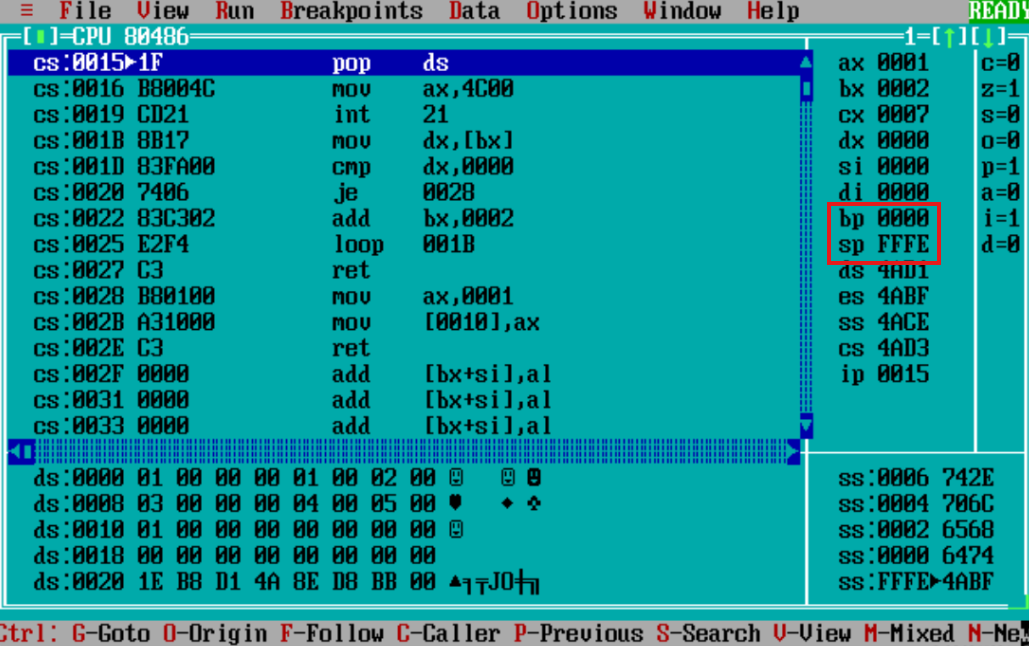 ≡ File View Run Breakpoints Data Options Window Help READY
[▮]=CPU 80486 1=[↑][↓]
cs:0015▶1F pop ds ax 0001 c=0
cs:0016 B8004C mov ax,4C00 bx 0002 z=1
cs:0019 CD21 int 21 cx 0007 s=0
cs:001B 8B17 mov dx,[bx] dx 0000 o=0
cs:001D 83FA00 cmp dx,0000 si 0000 p=1
cs:0020 7406 je 0028 di 0000 a=0
cs:0022 83C302 add bx,0002 bp 0000 i=1
cs:0025 E2F4 loop 001B sp FFFE d=0
cs:0027 C3 ret ds 4AD1
cs:0028 B80100 mov ax,0001 es 4ABF
cs:002B A31000 mov [0010],ax ss 4ACE
cs:002E C3 ret cs 4AD3
cs:002F 0000 add [bx+si],al ip 0015
cs:0031 0000 add [bx+si],al
cs:0033 0000 add [bx+si],al
ds:0000 01 00 00 00 01 00 02 00 ☺ ☺ ☻ ss:0006 742E
ds:0008 03 00 00 00 04 00 05 00 ♥ ♦ ♣ ss:0004 706C
ds:0010 01 00 00 00 00 00 00 00 ☺ ss:0002 6568
ds:0018 00 00 00 00 00 00 00 00 ss:0000 6474
ds:0020 1E B8 D1 4A 8E D8 BB 00 ▲╕╤JÄ╪╗ ss:FFFE▶4ABF
Ctrl: G-Goto O-Origin F-Follow C-Caller P-Previous S-Search V-View M-Mixed N-New